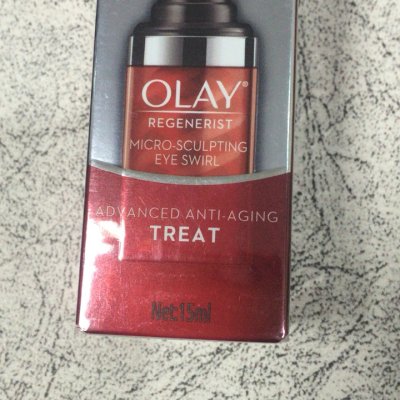 OLAY®
REGENERIST
MICRO-SCULPTING
EYE SWIRL
ADVANCED ANTI-AGING
TREAT
Net:15ml